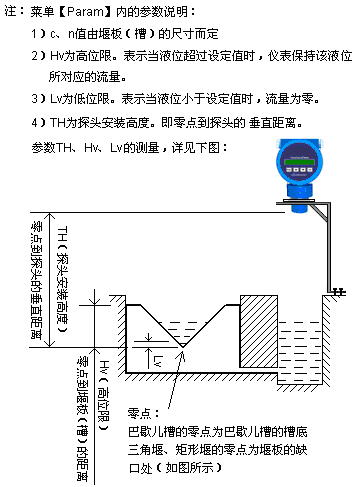 注：菜单【Param】内的参数说明：
1）c、n值由堰板（槽）的尺寸而定
2）Hv为高位限。表示当液位超过设定值时，仪表保持该液位
所对应的流量。
3）Lv为低位限。表示当液位小于设定值时，流量为零。
4）TH为探头安装高度。即零点到探头的 垂直距离。
参数TH、Hv、Lv的测量，详见下图：
TH（探头安装高度）
零点到探头的垂直距离
Hv（高位限）
零点到堰板（槽）的距离
Lv
零点：
巴歇儿槽的零点为巴歇儿槽的槽底
三角堰、矩形堰的零点为堰板的缺
口处（如图所示）